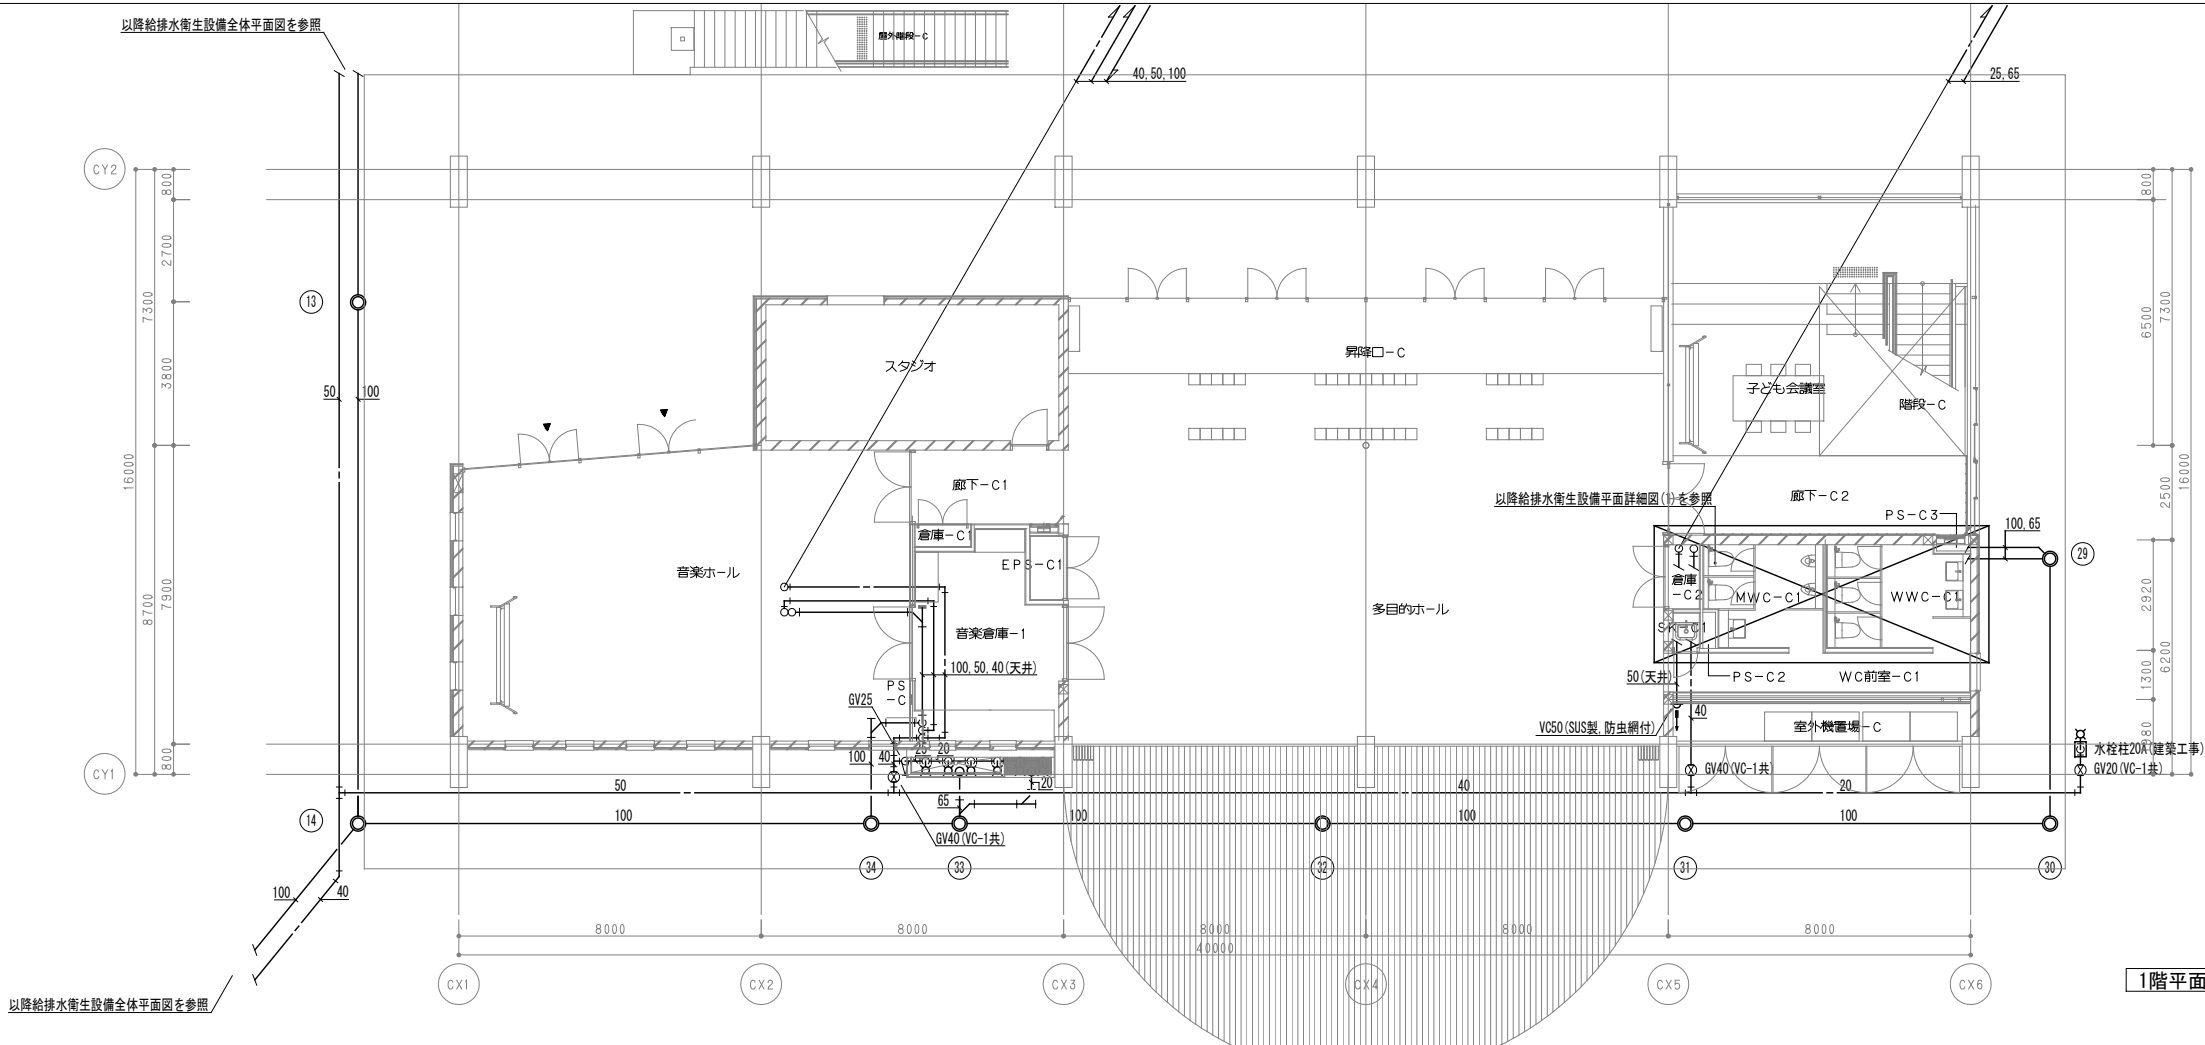 以降給排水衛生設備全体平面図を参照
屋外階段-C
40,50,100
25,65
CY2
800
2700
7300
3800
16000
8700
7900
800
CY1
13
50
100
スタジオ
昇降口-C
子ども会議室
階段-C
廊下-C1
廊下-C2
以降給排水衛生設備平面詳細図(1)を参照
PS-C3
100,65
29
倉庫-C1
EPS-C1
音楽ホール
音楽倉庫-1
多目的ホール
倉庫
-C2
MWC-C1
WWC-C1
SK-C1
100,50,40(天井)
PS
-C
GV25
50(天井)
PS-C2
WC前室-C1
VC50(SUS製,防虫網付)
40
室外機置場-C
水栓柱20A(建築工事)
GV40(VC-1共)
GV20(VC-1共)
100
40
25
20
20
65
50
40
20
14
100
100
100
100
GV40(VC-1共)
34
33
32
31
30
100
40
800
6500
7300
2500
16000
2920
6200
1300
980
8000
8000
8000
8000
8000
40000
CX1
CX2
CX3
CX4
CX5
CX6
以降給排水衛生設備全体平面図を参照
1階平面